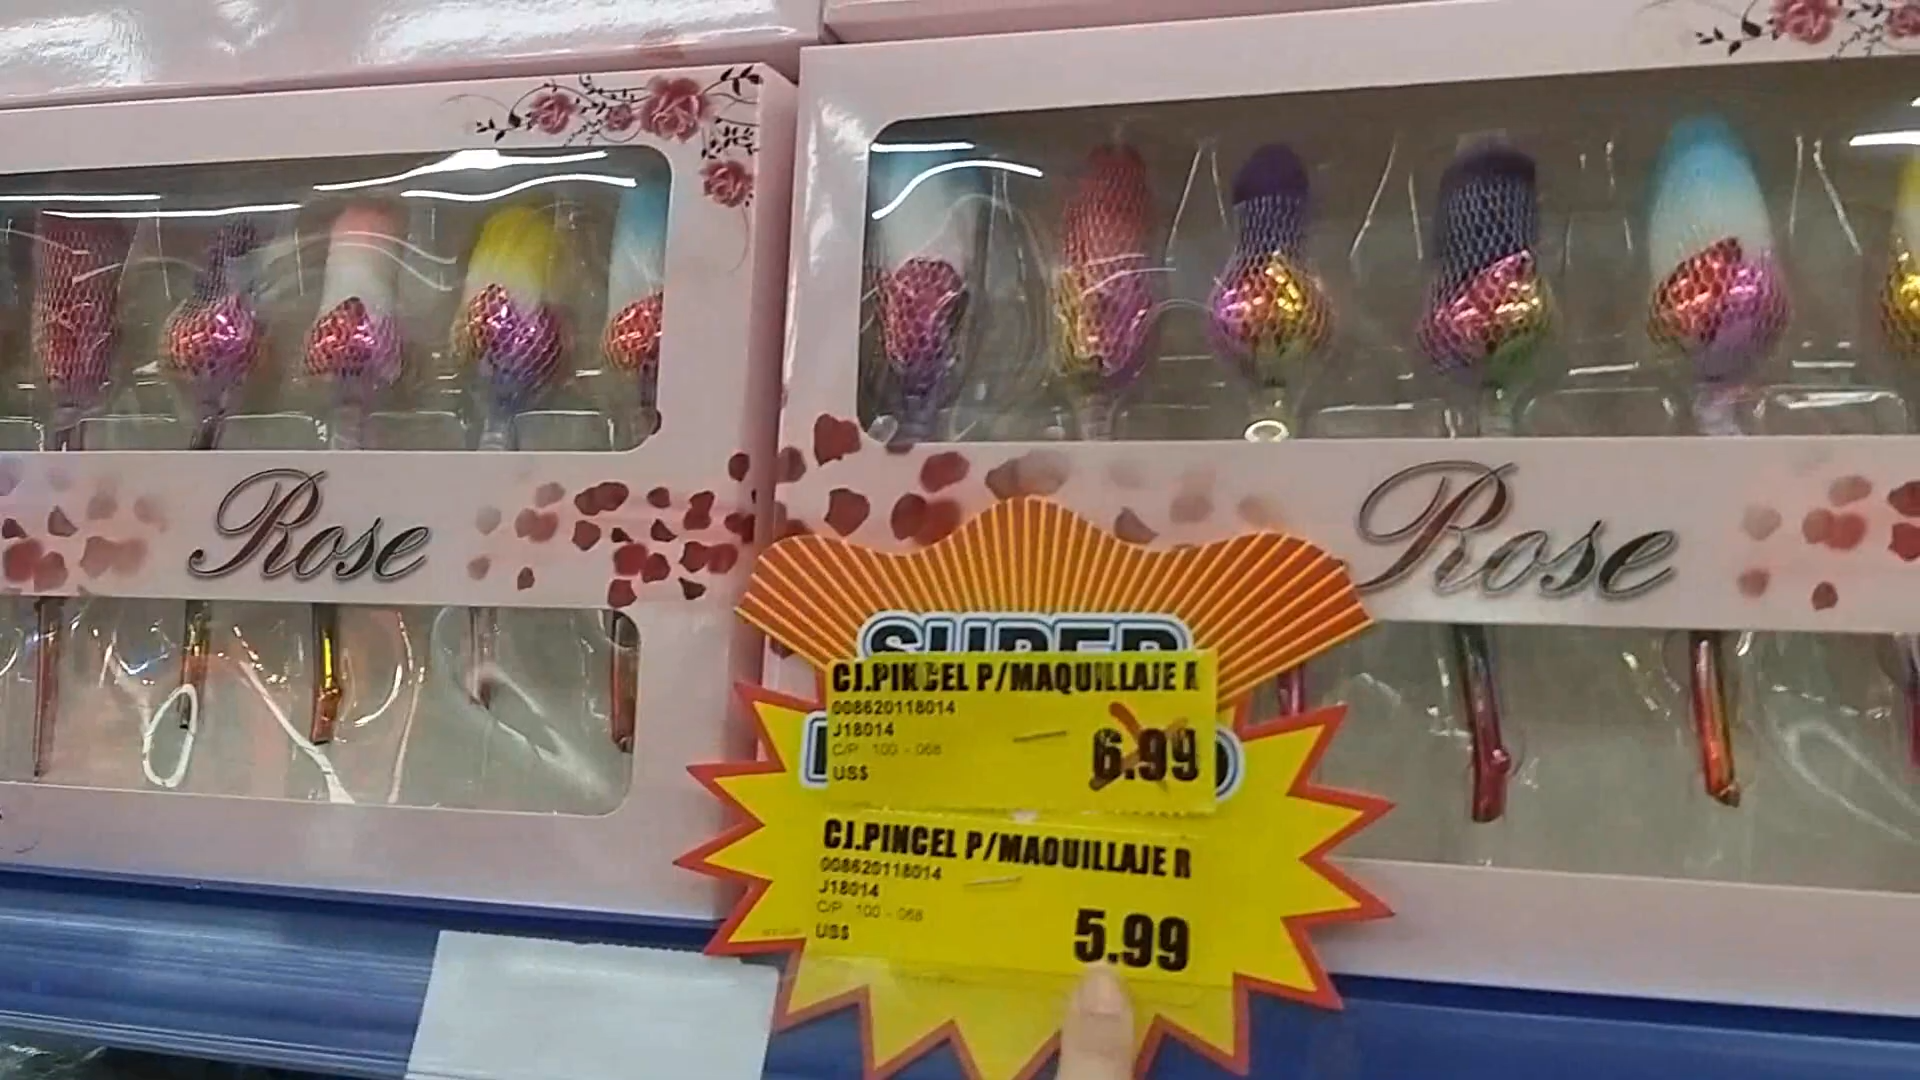 Rose
Rose
SUPER
CJ.PINCEL P/MAQUILLAJE R
008620118014
J18014
C/P 100 - 068
US$
6.99
CJ.PINCEL P/MAQUILLAJE R
008620118014
J18014
C/P 100 - 068
US$
5.99